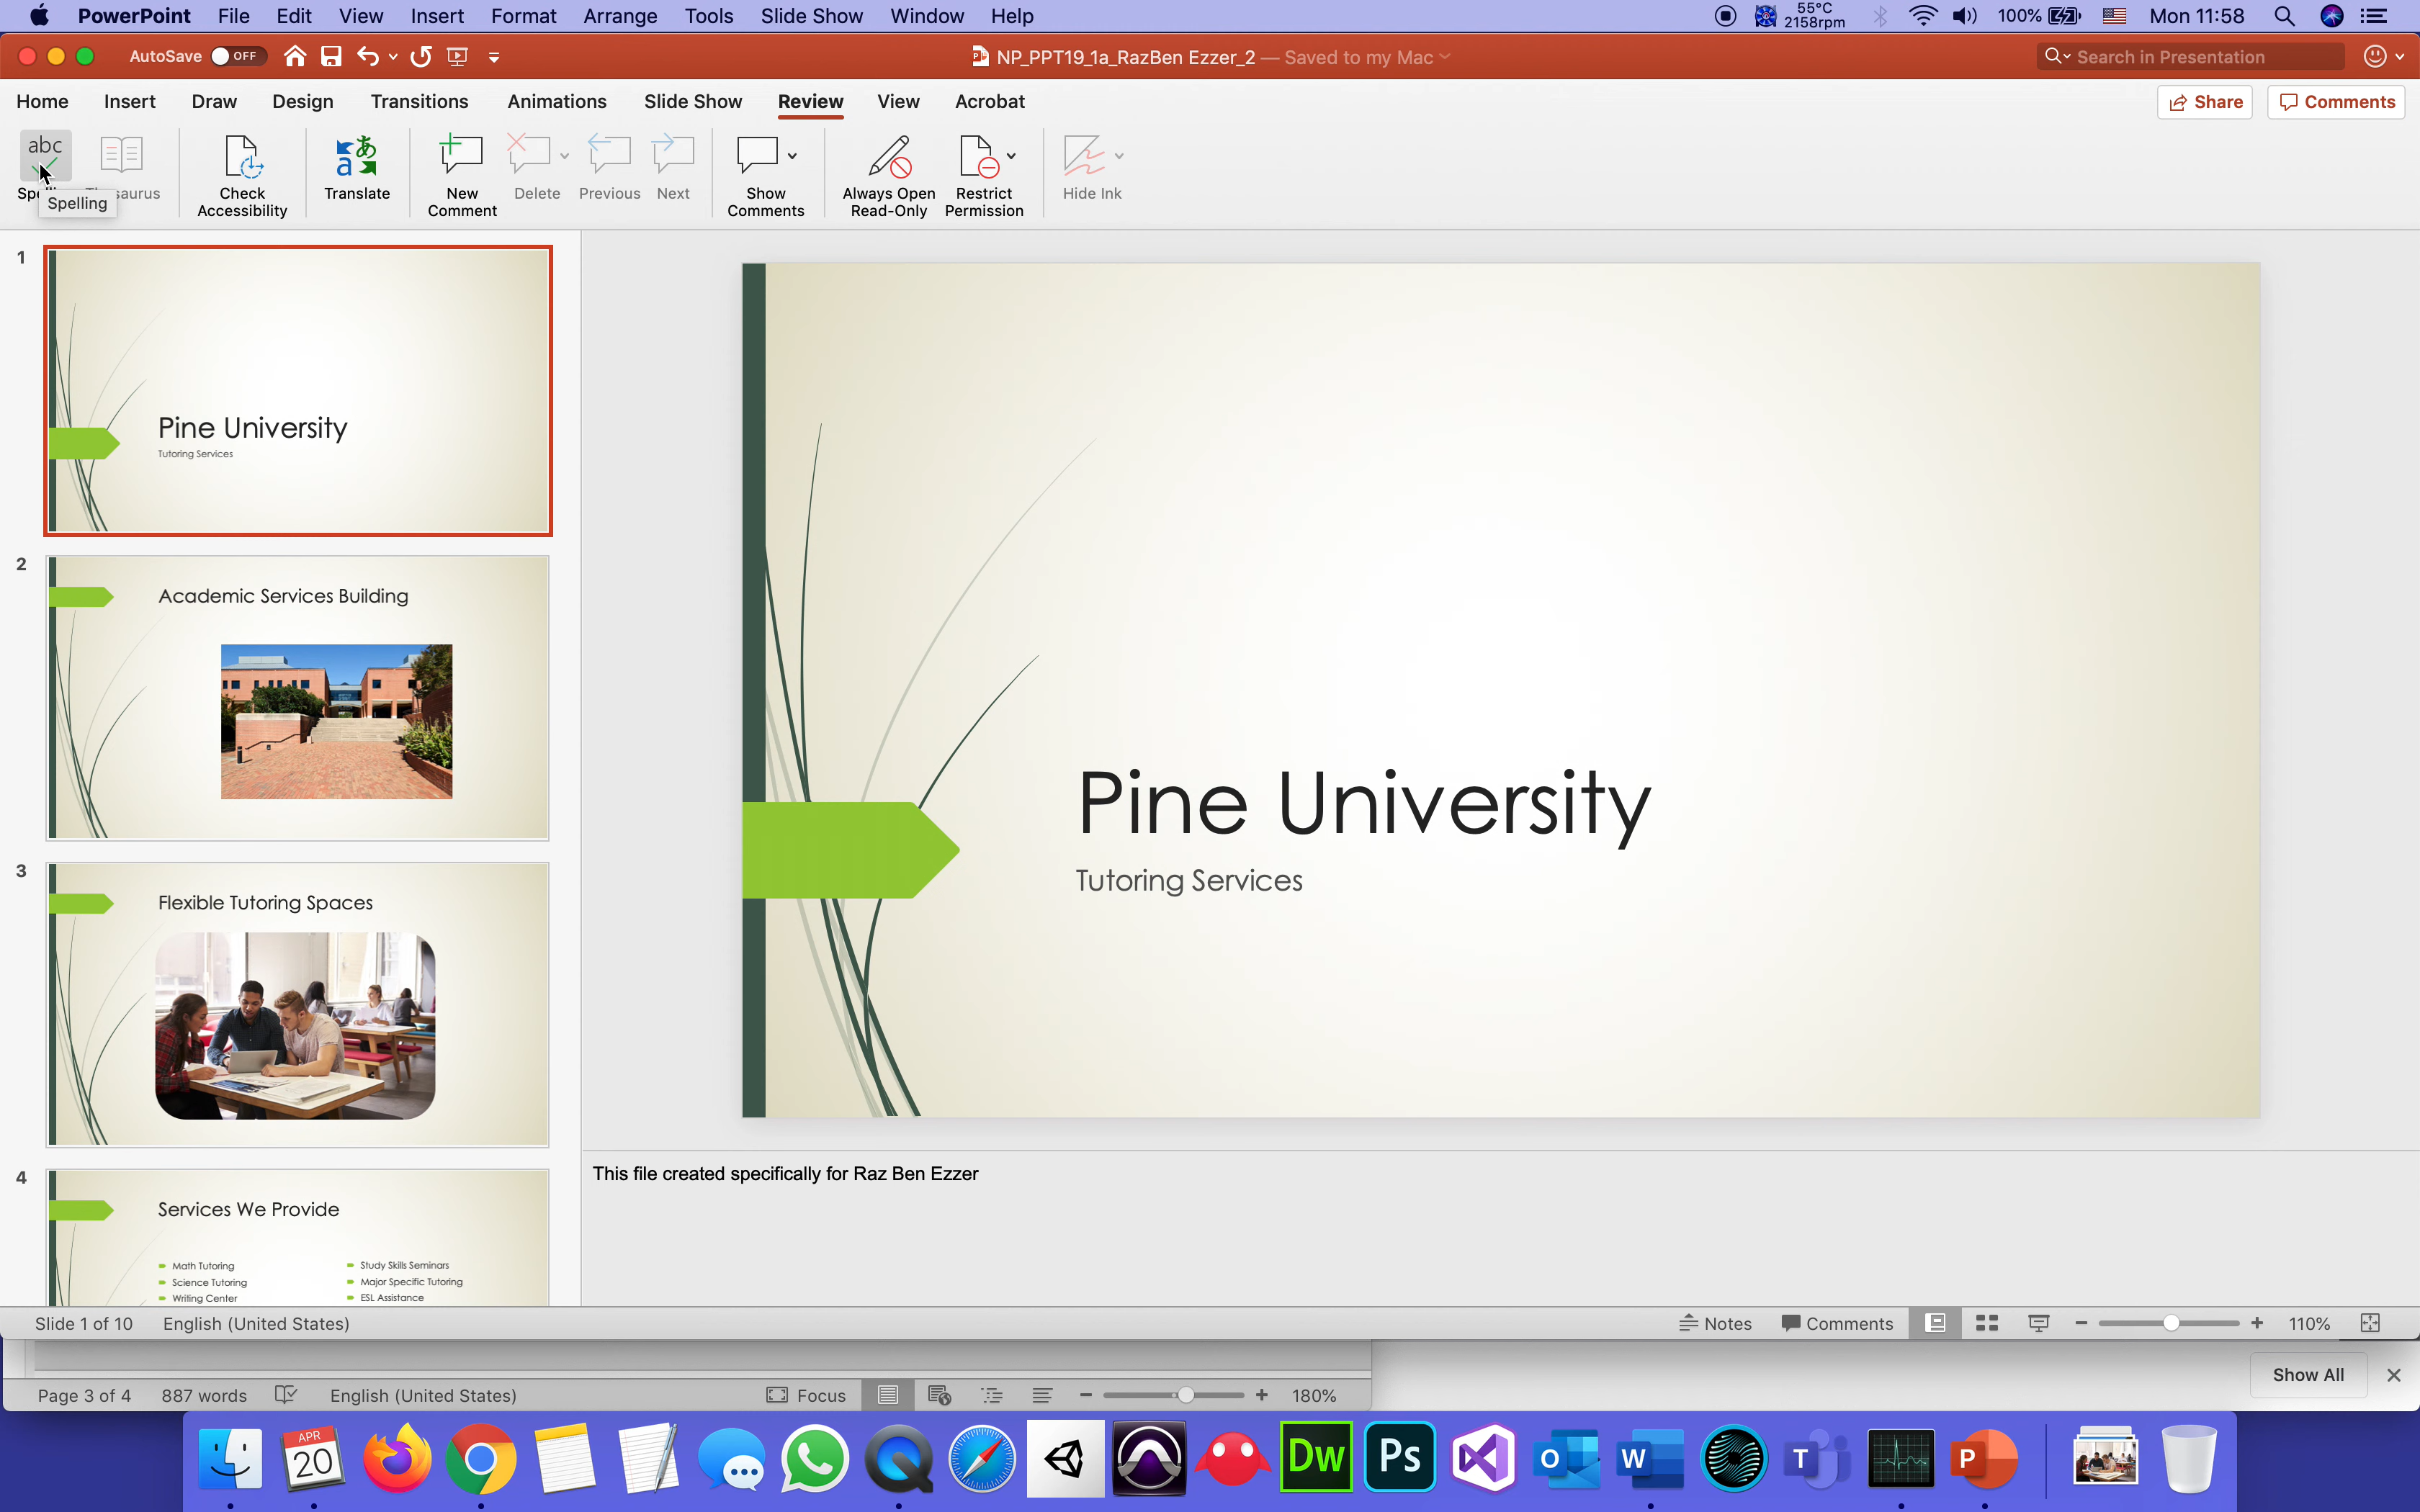 PowerPoint File Edit View Insert Format Arrange Tools Slide Show Window Help 55°C 2158rpm 100% Mon 11:58
AutoSave OFF NP_PPT19_1a_RazBen Ezzer_2 — Saved to my Mac Search in Presentation
Home Insert Draw Design Transitions Animations Slide Show Review View Acrobat Share Comments
abc
Spelling
Check Accessibility
Translate
New Comment
Delete
Previous
Next
Show Comments
Always Open Read-Only
Restrict Permission
Hide Ink
1
Pine University
Tutoring Services
2
Academic Services Building
3
Flexible Tutoring Spaces
4
Services We Provide
Math Tutoring
Science Tutoring
Writing Center
Study Skills Seminars
Major Specific Tutoring
ESL Assistance
Pine University
Tutoring Services
This file created specifically for Raz Ben Ezzer
Slide 1 of 10 English (United States) Notes Comments 110%
Show All
Page 3 of 4 887 words English (United States) Focus 180%
APR
20
Dw
Ps
O
W
T
P